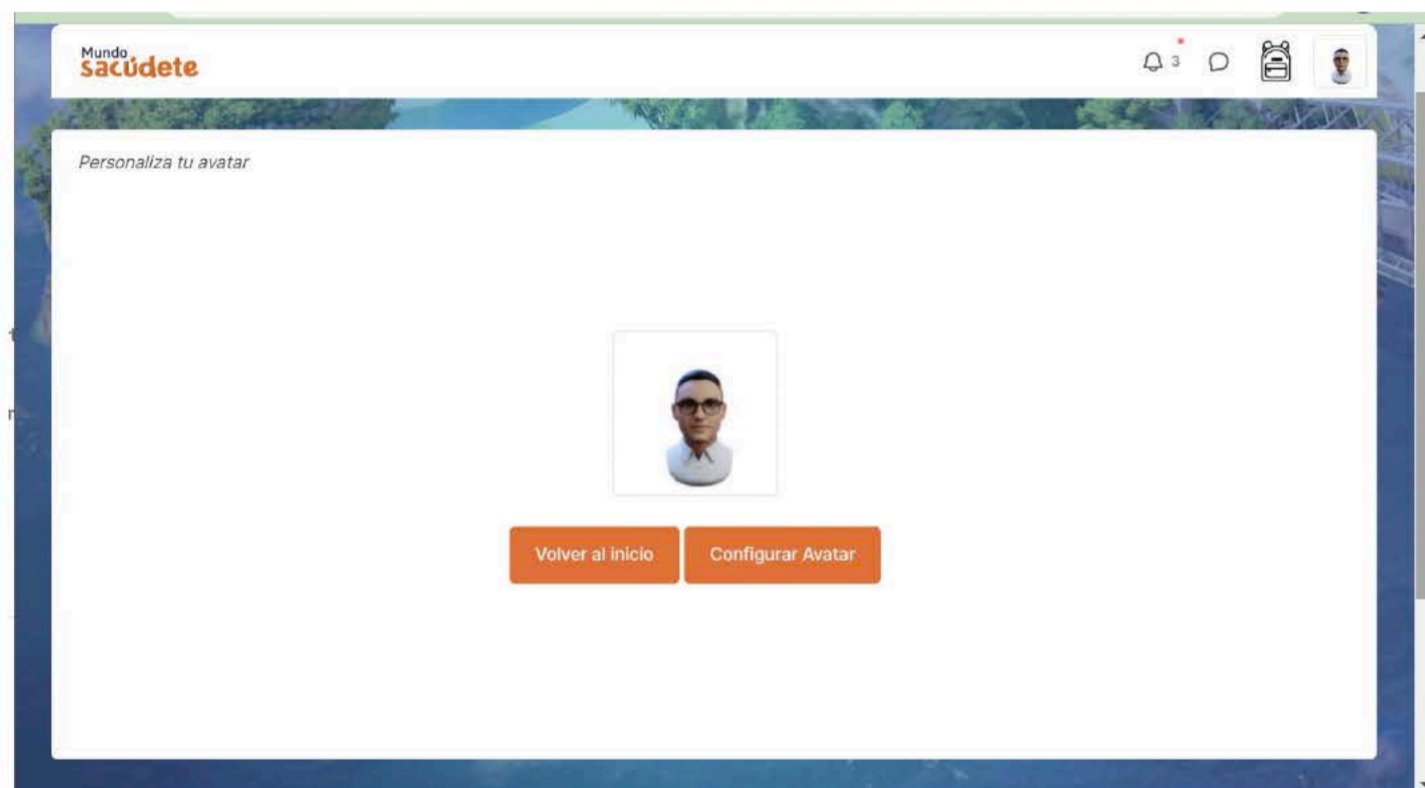 Mundo
sacúdete
3
Personaliza tu avatar
Volver al inicio
Configurar Avatar